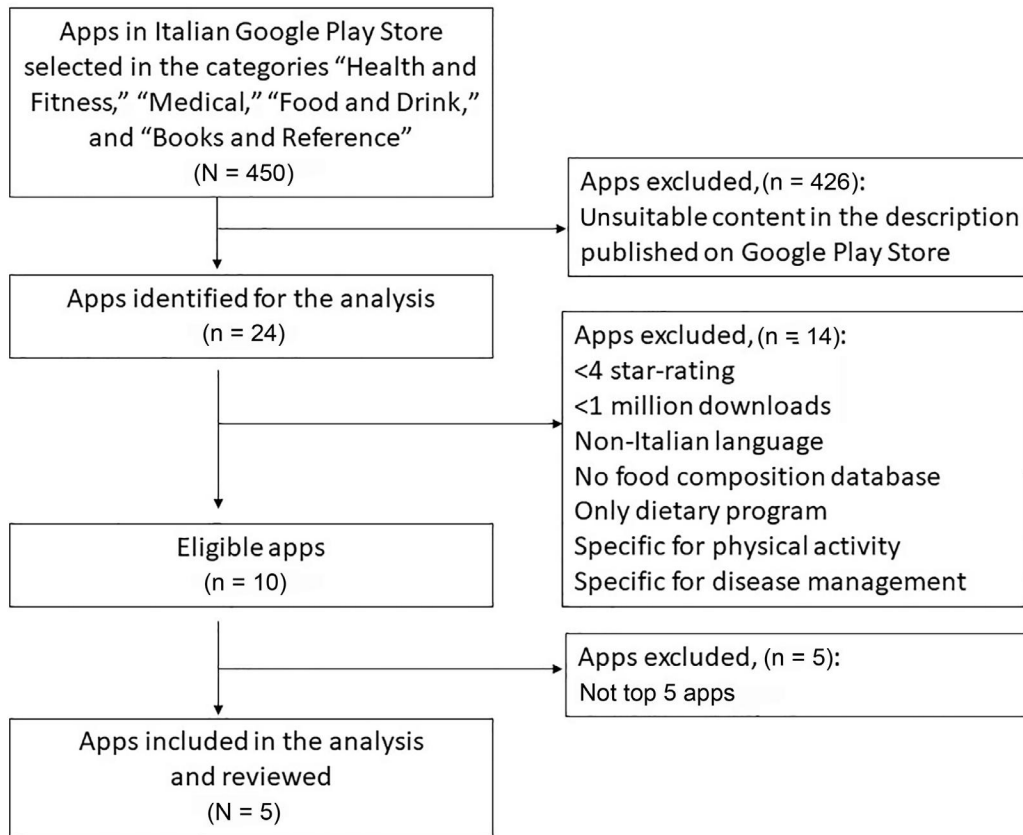 Apps in Italian Google Play Store
selected in the categories “Health and
Fitness,” “Medical,” “Food and Drink,”
and “Books and Reference”
(N = 450)
Apps excluded, (n = 426):
Unsuitable content in the description
published on Google Play Store
Apps identified for the analysis
(n = 24)
Apps excluded, (n = 14):
<4 star-rating
<1 million downloads
Non-Italian language
No food composition database
Only dietary program
Specific for physical activity
Specific for disease management
Eligible apps
(n = 10)
Apps excluded, (n = 5):
Not top 5 apps
Apps included in the analysis
and reviewed
(N = 5)